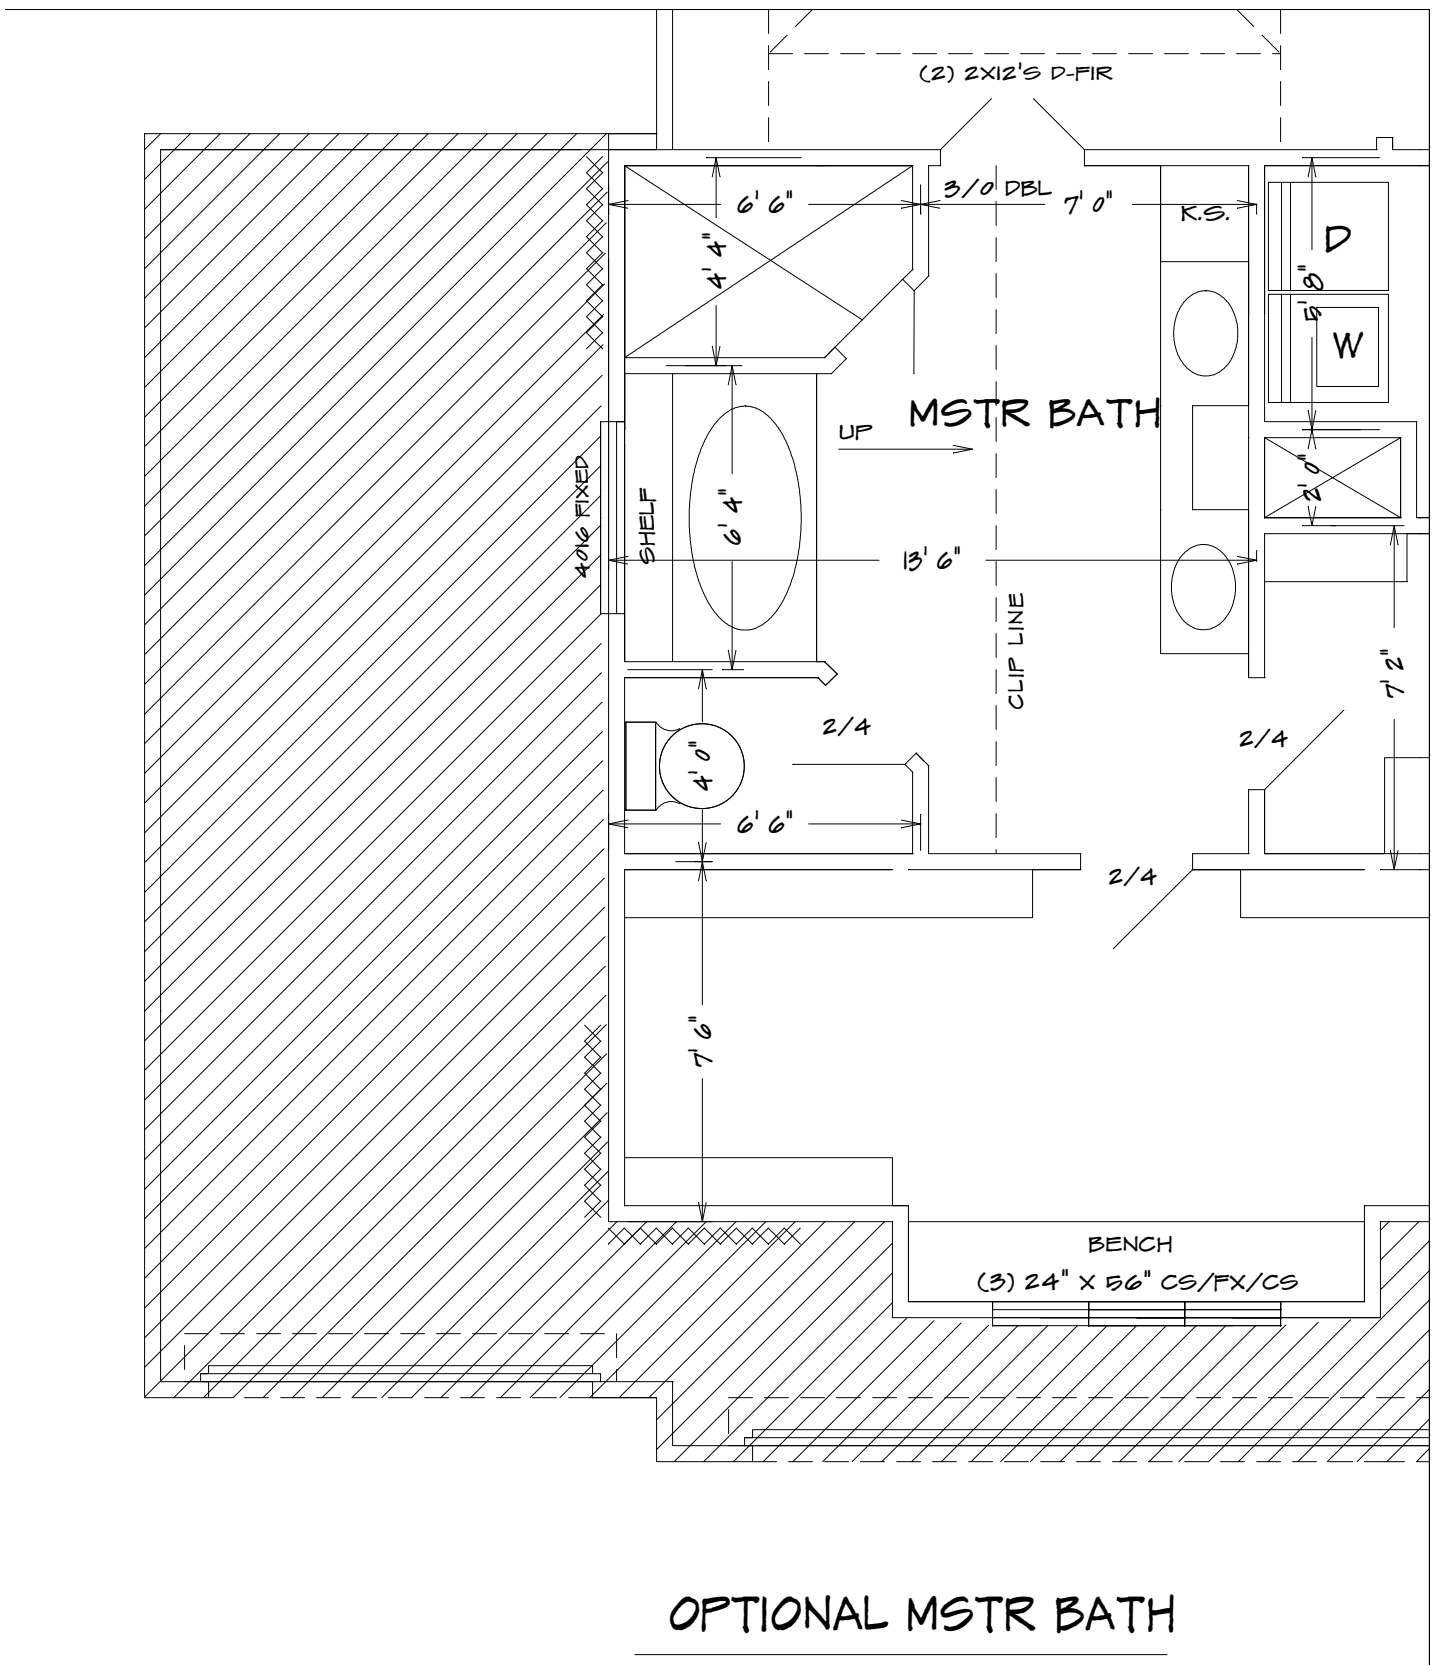 (2) 2X12'S D-FIR
3/0 DBL
6' 6"
7' 0"
K.S.
D
4' 4"
5' 8"
W
MSTR BATH
UP
4016 FIXED
SHELF
6' 4"
2' 0"
13' 6"
CLIP LINE
7' 2"
2/4
2/4
4' 0"
6' 6"
2/4
7' 6"
BENCH
(3) 24" X 56" CS/FX/CS
OPTIONAL MSTR BATH